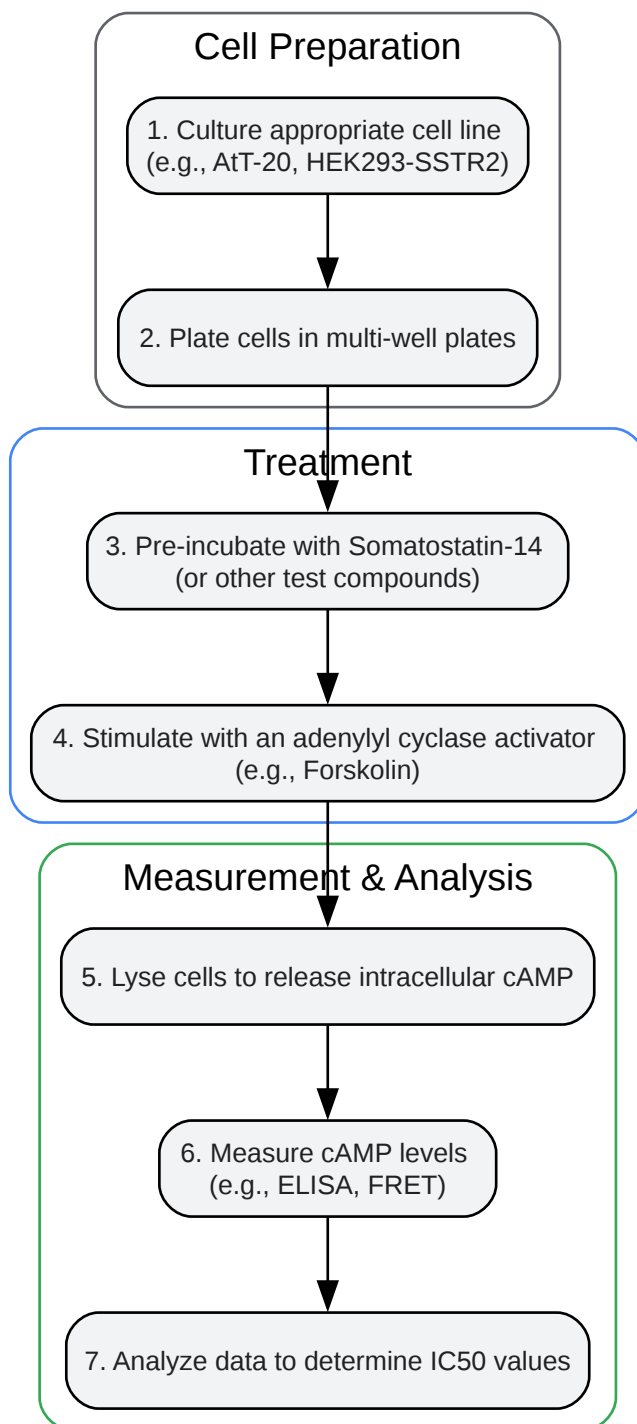 Cell Preparation
1. Culture appropriate cell line
(e.g., AtT-20, HEK293-SSTR2)
2. Plate cells in multi-well plates
Treatment
3. Pre-incubate with Somatostatin-14
(or other test compounds)
4. Stimulate with an adenylyl cyclase activator
(e.g., Forskolin)
Measurement & Analysis
5. Lyse cells to release intracellular cAMP
6. Measure cAMP levels
(e.g., ELISA, FRET)
7. Analyze data to determine IC50 values